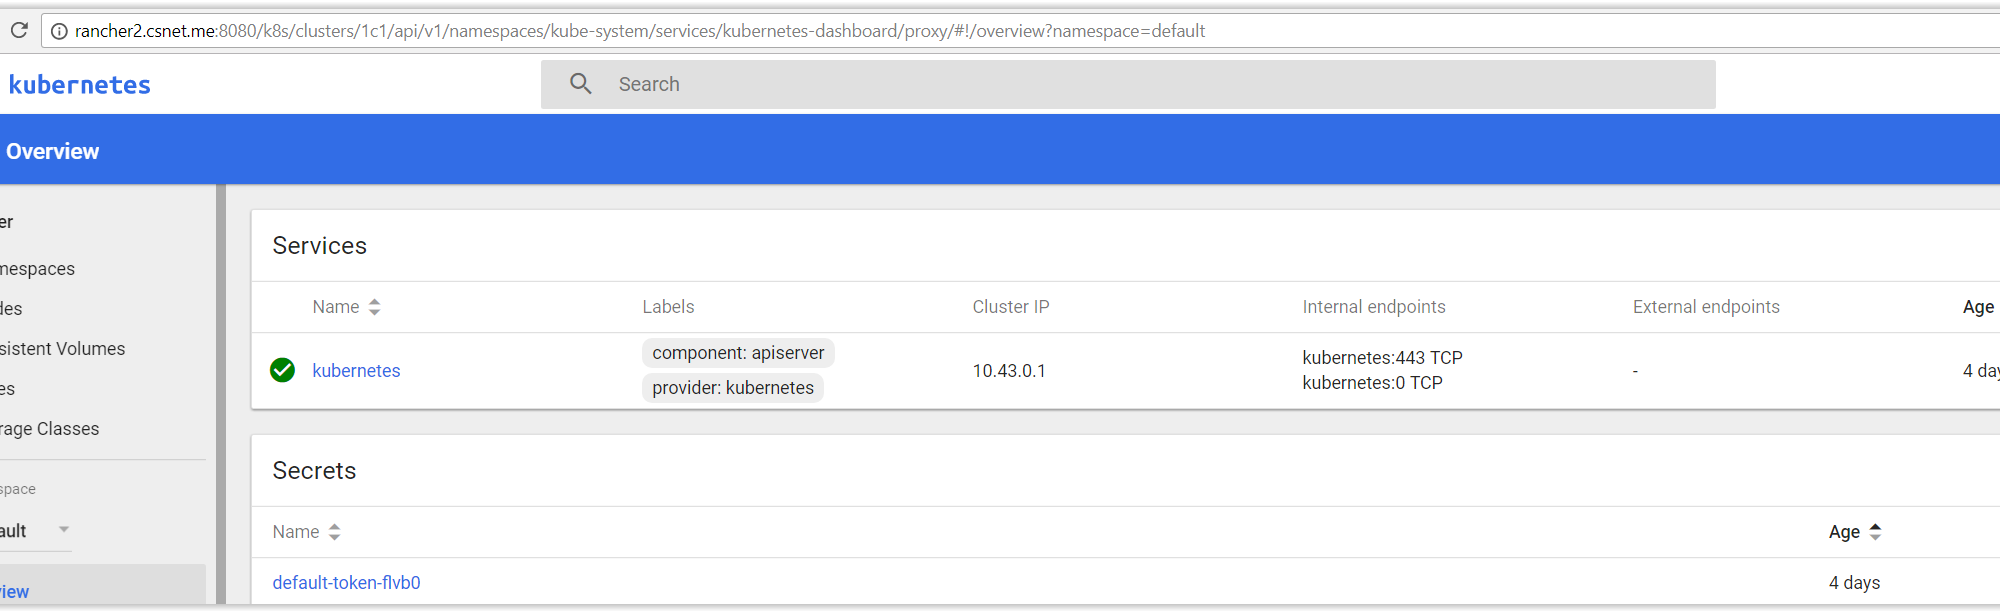 rancher2.csnet.me:8080/k8s/clusters/1c1/api/v1/namespaces/kube-system/services/kubernetes-dashboard/proxy/#!/overview?namespace=default
kubernetes
Search
Overview
er
mespaces
des
sistent Volumes
es
rage Classes
space
ault
view
Services
Name Labels Cluster IP Internal endpoints External endpoints Age
kubernetes component: apiserver provider: kubernetes 10.43.0.1 kubernetes:443 TCP kubernetes:0 TCP - 4 day
Secrets
Name Age
default-token-flvb0 4 days